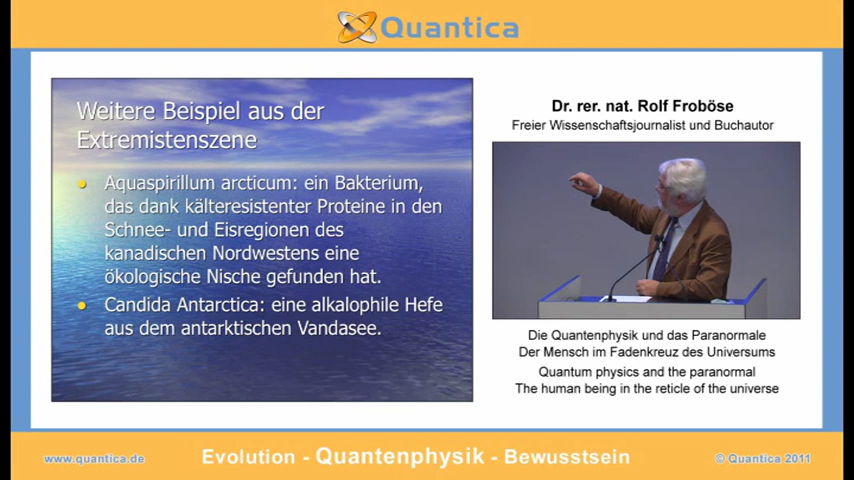 Quantica
Weitere Beispiel aus der
Extremistenszene
Aquaspirillum arcticum: ein Bakterium,
das dank kälteresistenter Proteine in den
Schnee- und Eisregionen des
kanadischen Nordwestens eine
ökologische Nische gefunden hat.
Candida Antarctica: eine alkalophile Hefe
aus dem antarktischen Vandasee.
Dr. rer. nat. Rolf Froböse
Freier Wissenschaftsjournalist und Buchautor
Die Quantenphysik und das Paranormale
Der Mensch im Fadenkreuz des Universums
Quantum physics and the paranormal
The human being in the reticle of the universe
www.quantica.de
Evolution - Quantenphysik - Bewusstsein
© Quantica 2011